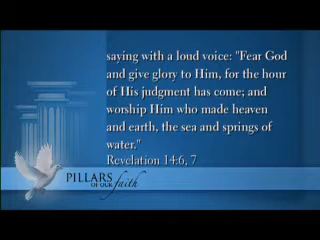 saying with a loud voice: "Fear God
and give glory to Him, for the hour
of His judgment has come; and
worship Him who made heaven
and earth, the sea and springs of
water."
Revelation 14:6, 7
PILLARS
OF OUR faith